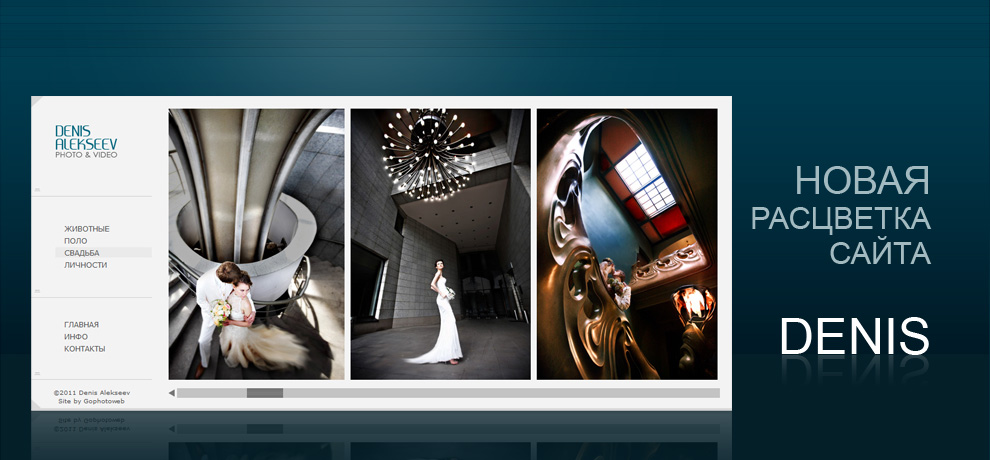 DENIS
ALEKSEEV
PHOTO & VIDEO
ЖИВОТНЫЕ
ПОЛО
СВАДЬБА
ЛИЧНОСТИ
ГЛАВНАЯ
ИНФО
КОНТАКТЫ
©2011 Denis Alekseev
Site by Gophotoweb
НОВАЯ
РАСЦВЕТКА
САЙТА
DENIS